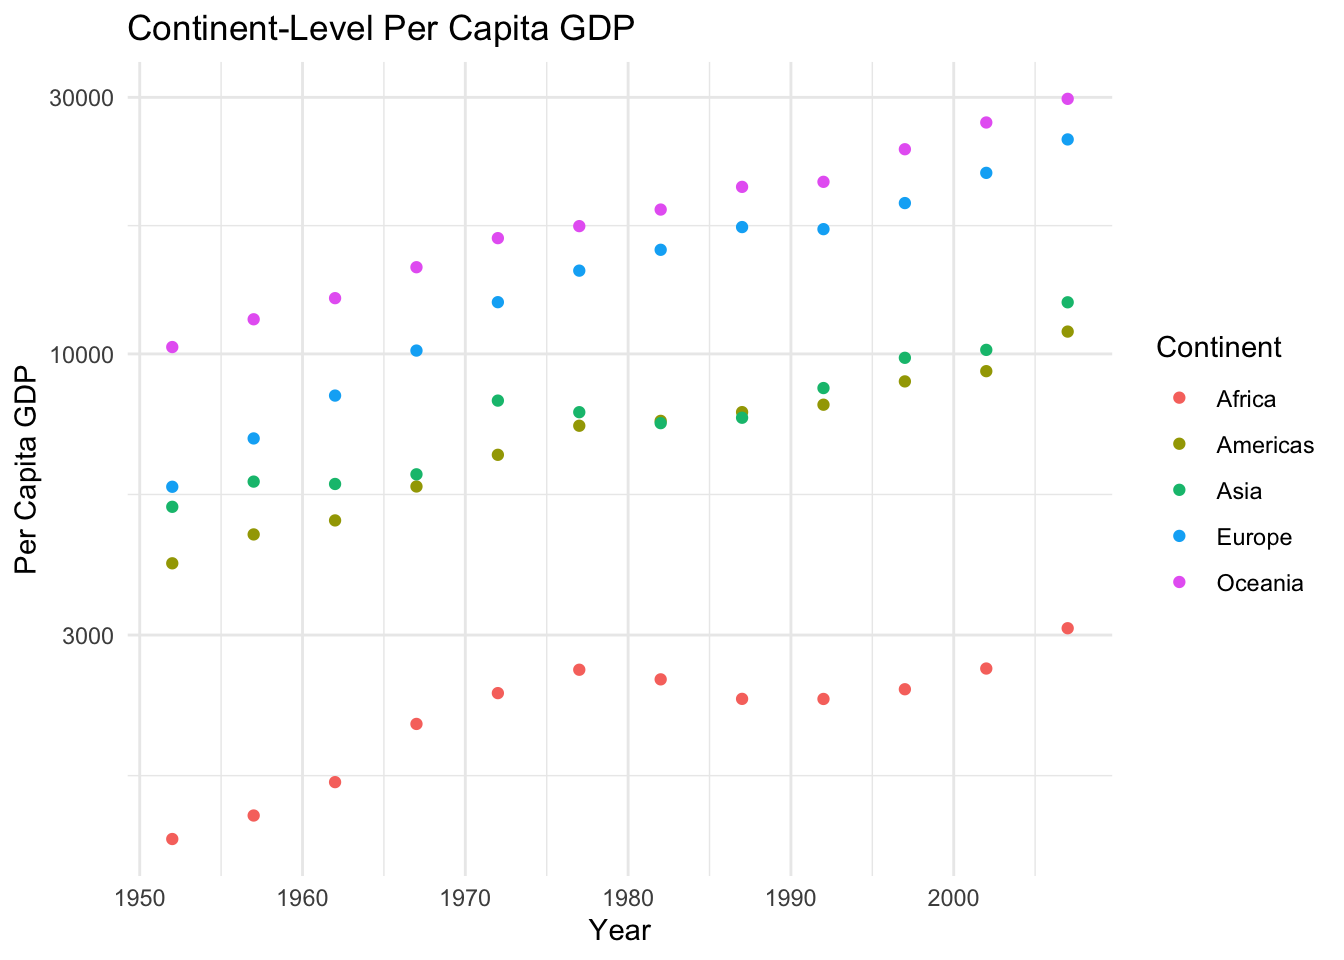 Continent-Level Per Capita GDP
30000
10000
3000
Per Capita GDP
1950 1960 1970 1980 1990 2000
Year
Continent
Africa
Americas
Asia
Europe
Oceania